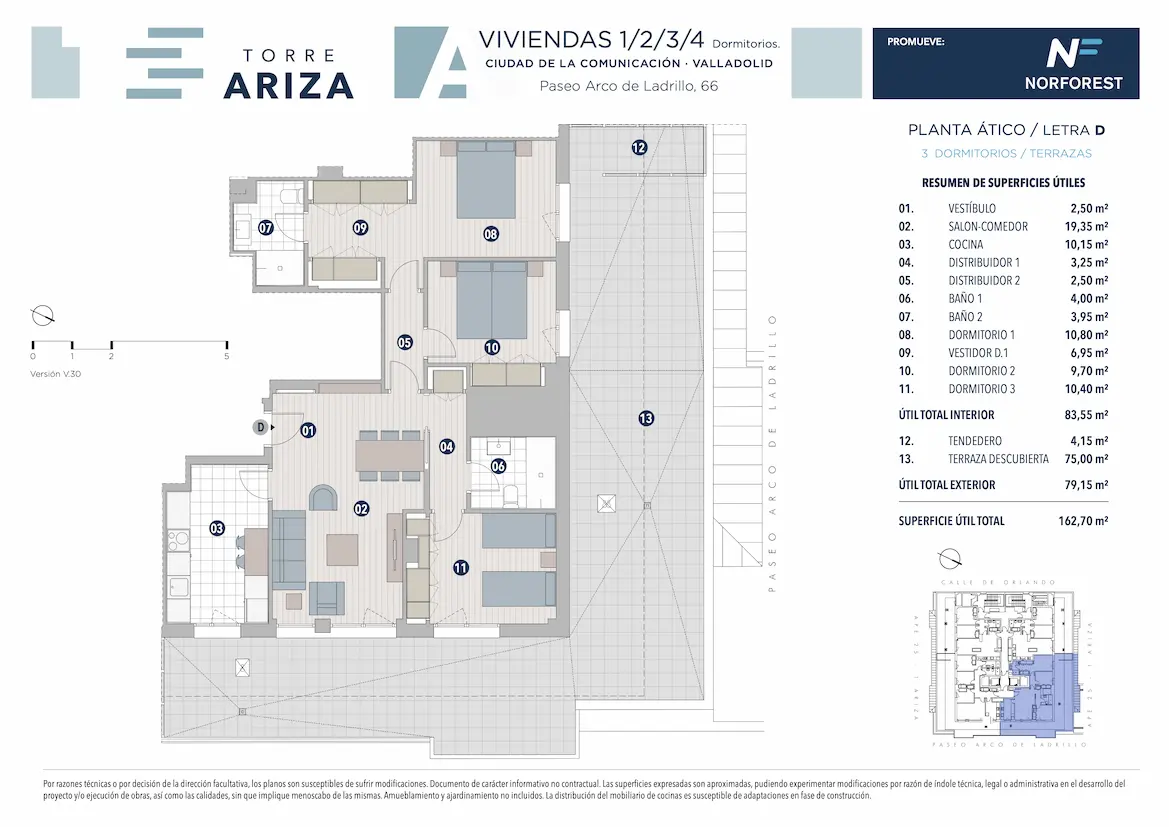 TORRE
ARIZA
A
VIVIENDAS 1/2/3/4 Dormitorios.
CIUDAD DE LA COMUNICACIÓN · VALLADOLID
Paseo Arco de Ladrillo, 66
PROMUEVE:
NF
NORFOREST
PLANTA ÁTICO / LETRA D
3 DORMITORIOS / TERRAZAS
RESUMEN DE SUPERFICIES ÚTILES
01. VESTÍBULO 2,50 m²
02. SALON-COMEDOR 19,35 m²
03. COCINA 10,15 m²
04. DISTRIBUIDOR 1 3,25 m²
05. DISTRIBUIDOR 2 2,50 m²
06. BAÑO 1 4,00 m²
07. BAÑO 2 3,95 m²
08. DORMITORIO 1 10,80 m²
09. VESTIDOR D.1 6,95 m²
10. DORMITORIO 2 9,70 m²
11. DORMITORIO 3 10,40 m²
ÚTIL TOTAL INTERIOR 83,55 m²
12. TENDEDERO 4,15 m²
13. TERRAZA DESCUBIERTA 75,00 m²
ÚTIL TOTAL EXTERIOR 79,15 m²
SUPERFICIE ÚTIL TOTAL 162,70 m²
12
07
09
08
05
10
13
D
01
04
06
02
03
11
0 1 2 5
Versión V.30
PASEO ARCO DE LADRILLO
CALLE DE ORLANDO
APE 25 I ARIZA
APE 25 I ARIZA
PASEO ARCO DE LADRILLO
Por razones técnicas o por decisión de la dirección facultativa, los planos son susceptibles de sufrir modificaciones. Documento de carácter informativo no contractual. Las superficies expresadas son aproximadas, pudiendo experimentar modificaciones por razón de índole técnica, legal o administrativa en el desarrollo del
proyecto y/o ejecución de obras, así como las calidades, sin que implique menoscabo de las mismas. Amueblamiento y ajardinamiento no incluidos. La distribución del mobiliario de cocinas es susceptible de adaptaciones en fase de construcción.